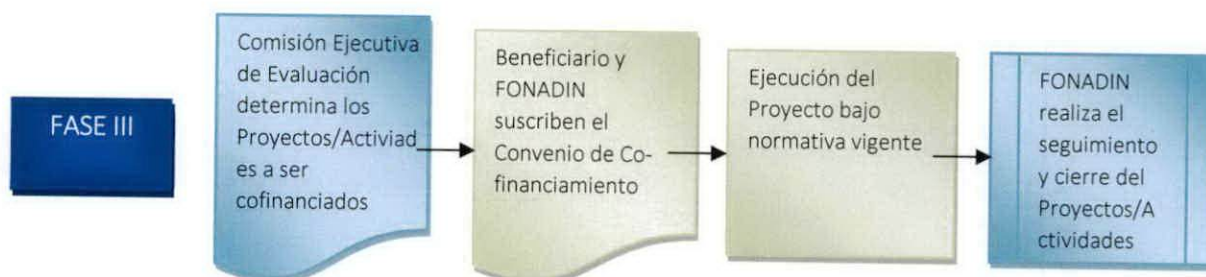 FASE III
Comisión Ejecutiva
de Evaluación
determina los
Proyectos/Activiad
es a ser
cofinanciados
Beneficiario y
FONADIN
suscriben el
Convenio de Co-
financiamiento
Ejecución del
Proyecto bajo
normativa vigente
FONADIN
realiza el
seguimiento
y cierre del
Proyectos/A
ctividades